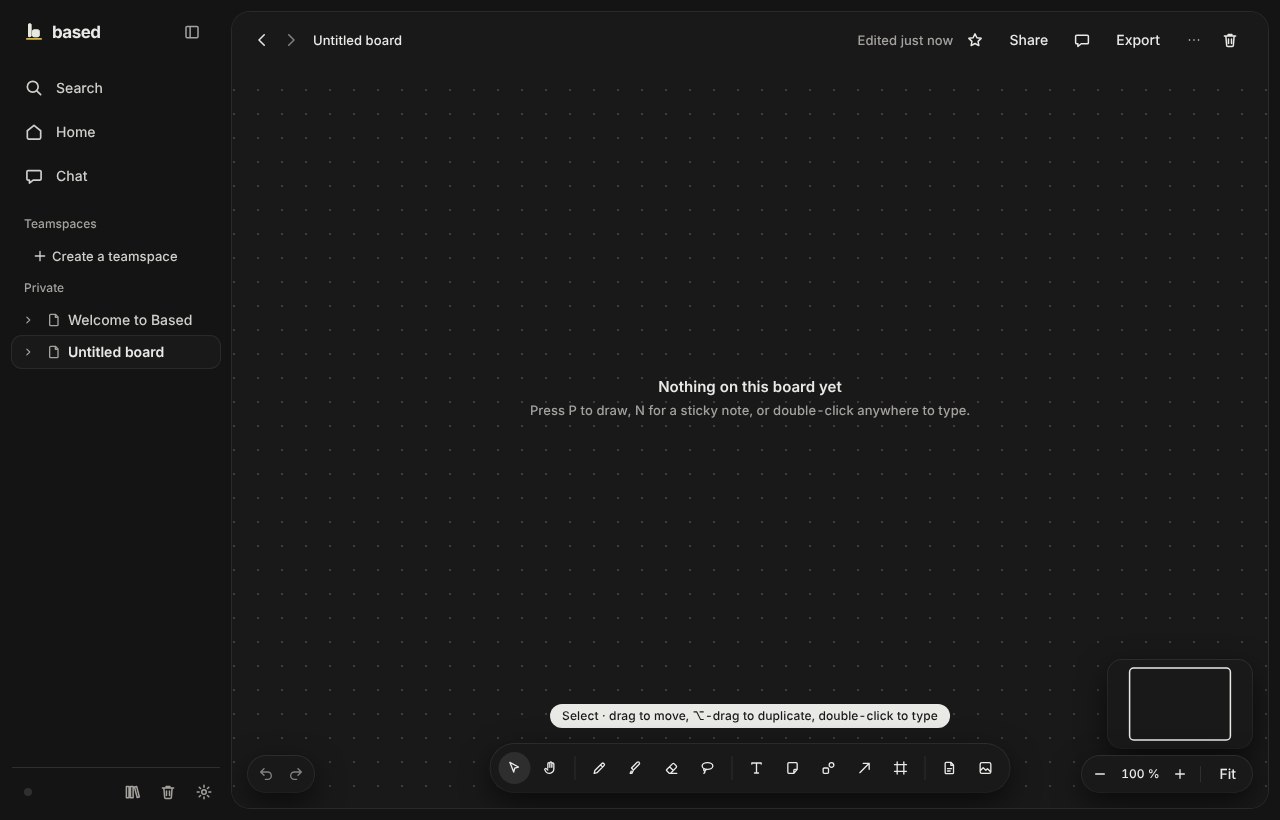 based
Search
Home
Chat
Teamspaces
Create a teamspace
Private
Welcome to Based
Untitled board
Untitled board
Edited just now
Share
Export
Nothing on this board yet
Press P to draw, N for a sticky note, or double-click anywhere to type.
Select · drag to move, ⌥-drag to duplicate, double-click to type
100 %
Fit